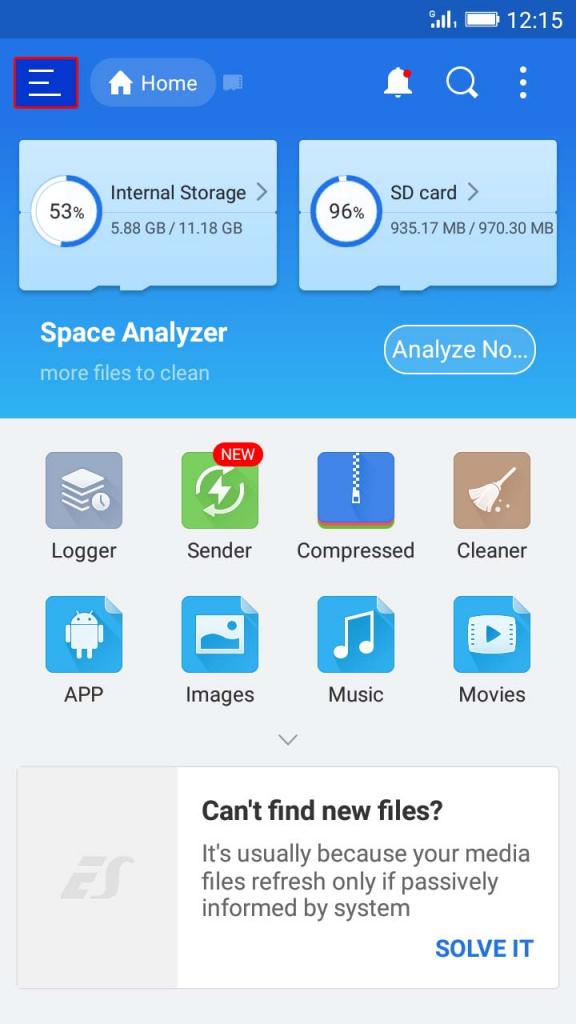 G 1 12:15
Home
53% Internal Storage
5.88 GB / 11.18 GB
96% SD card
935.17 MB / 970.30 MB
Space Analyzer
more files to clean
Analyze No...
NEW
Logger Sender Compressed Cleaner
APP Images Music Movies
ES
Can't find new files?
It's usually because your media
files refresh only if passively
informed by system
SOLVE IT